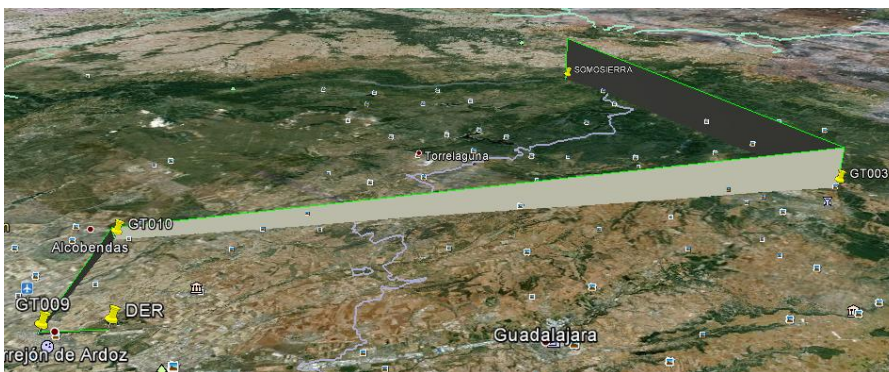 SOMOSIERRA
Torrelaguna
GT003
GT010
Alcobendas
GT009
DER
Guadalajara
rrejón de Ardoz